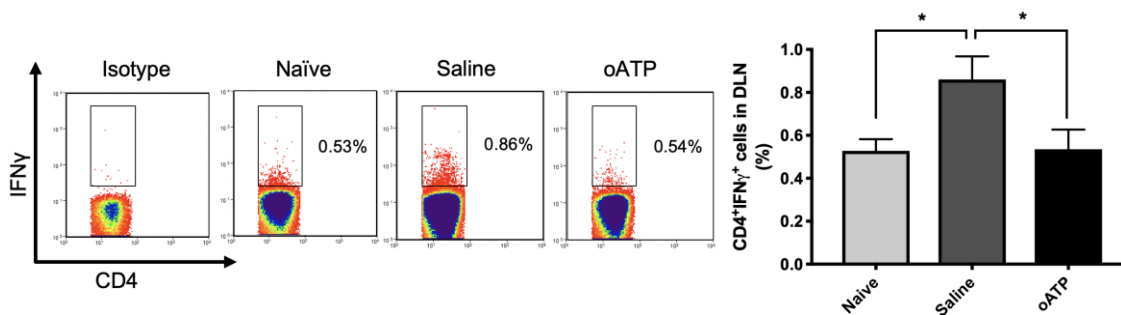 Isotype
Naïve
Saline
oATP
IFNγ
0.53%
0.86%
0.54%
CD4
CD4⁺IFNγ⁺ cells in DLN
(%)
1.0
0.8
0.6
0.4
0.2
0.0
*
*
Naive
Saline
oATP